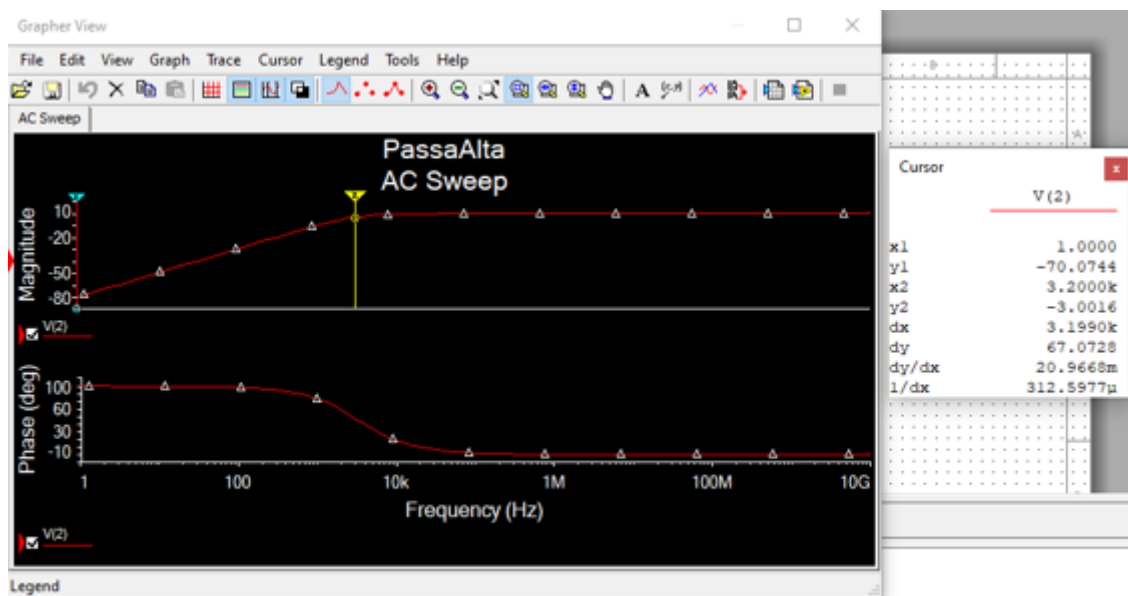 Grapher View
File Edit View Graph Trace Cursor Legend Tools Help
A
AC Sweep
PassaAlta
AC Sweep
Magnitude
10
-20
-50
-80
V(2)
Phase (deg)
100
60
30
-10
1 100 10k 1M 100M 10G
Frequency (Hz)
V(2)
Legend
Cursor
V(2)
x1 1.0000
y1 -70.0744
x2 3.2000k
y2 -3.0016
dx 3.1990k
dy 67.0728
dy/dx 20.9668m
1/dx 312.5977µ